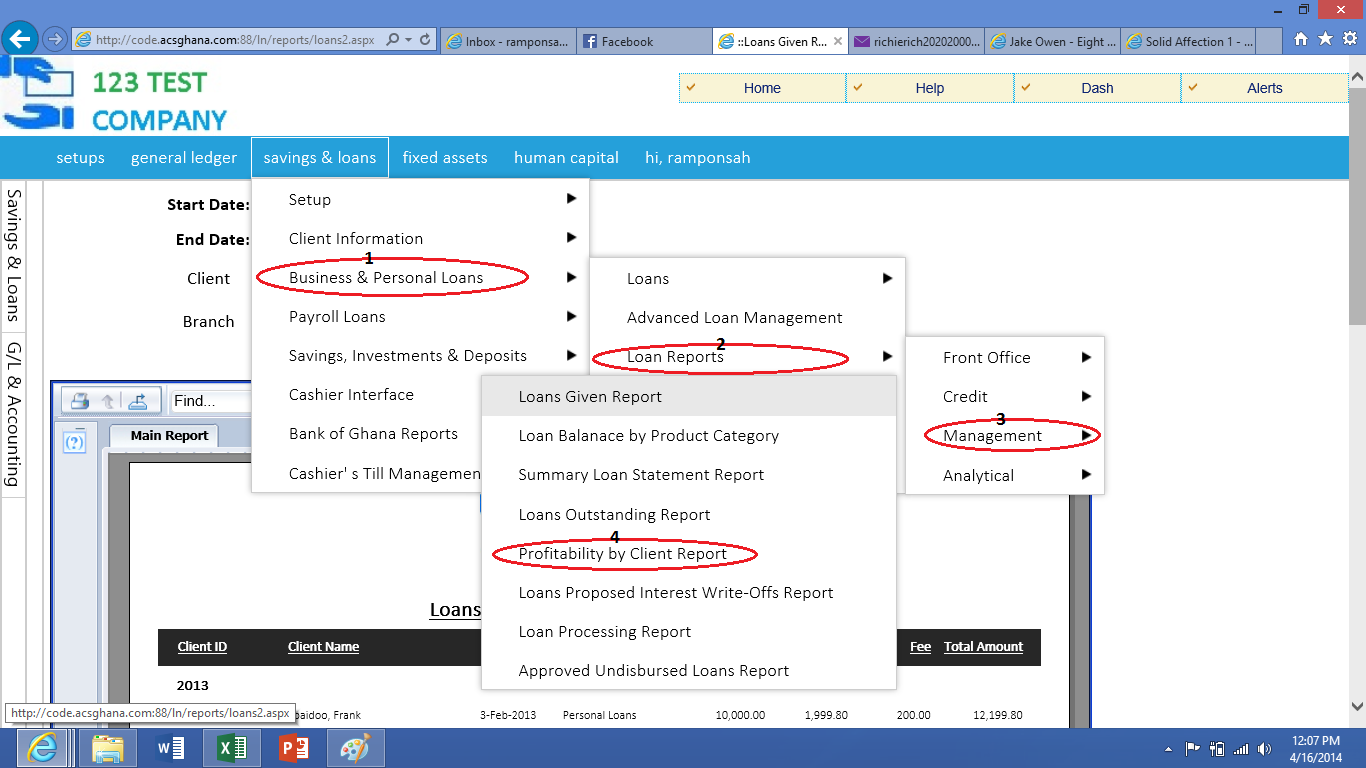 http://code.acsghana.com:88/ln/reports/loans2.aspx
Inbox - ramponsa...
Facebook
::Loans Given R...
richierich20202000...
Jake Owen - Eight ...
Solid Affection 1 - ...
123 TEST
COMPANY
Home
Help
Dash
Alerts
setups
general ledger
savings & loans
fixed assets
human capital
hi, ramponsah
Savings & Loans
G/L & Accounting
Start Date:
End Date:
Client
Branch
Setup
Client Information
1
Business & Personal Loans
Payroll Loans
Savings, Investments & Deposits
Cashier Interface
Bank of Ghana Reports
Cashier' s Till Managemen
Loans
Advanced Loan Management
2
Loan Reports
Front Office
Credit
3
Management
Analytical
Loans Given Report
Loan Balanace by Product Category
Summary Loan Statement Report
Loans Outstanding Report
4
Profitability by Client Report
Loans Proposed Interest Write-Offs Report
Loan Processing Report
Approved Undisbursed Loans Report
Find...
Main Report
Loans
Client ID Client Name Fee Total Amount
2013
aidoo, Frank 3-Feb-2013 Personal Loans 10,000.00 1,999.80 200.00 12,199.80
http://code.acsghana.com:88/ln/reports/loans2.aspx
12:07 PM
4/16/2014